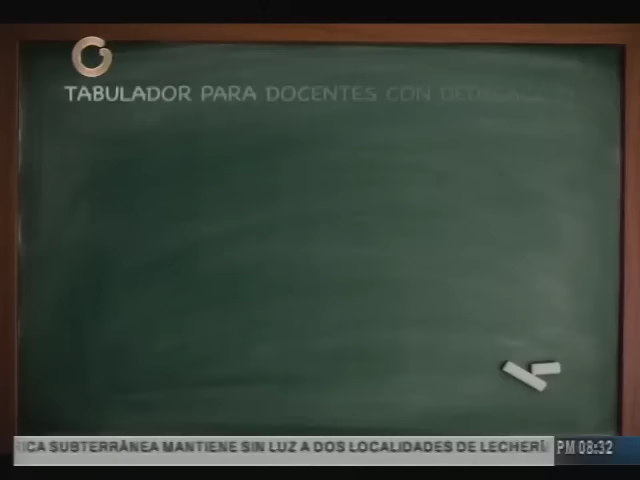 TABULADOR PARA DOCENTES CON
SUBTERRÁNEA MANTIENE SIN LUZ A DOS LOCALIDADES DE
PM 08:32